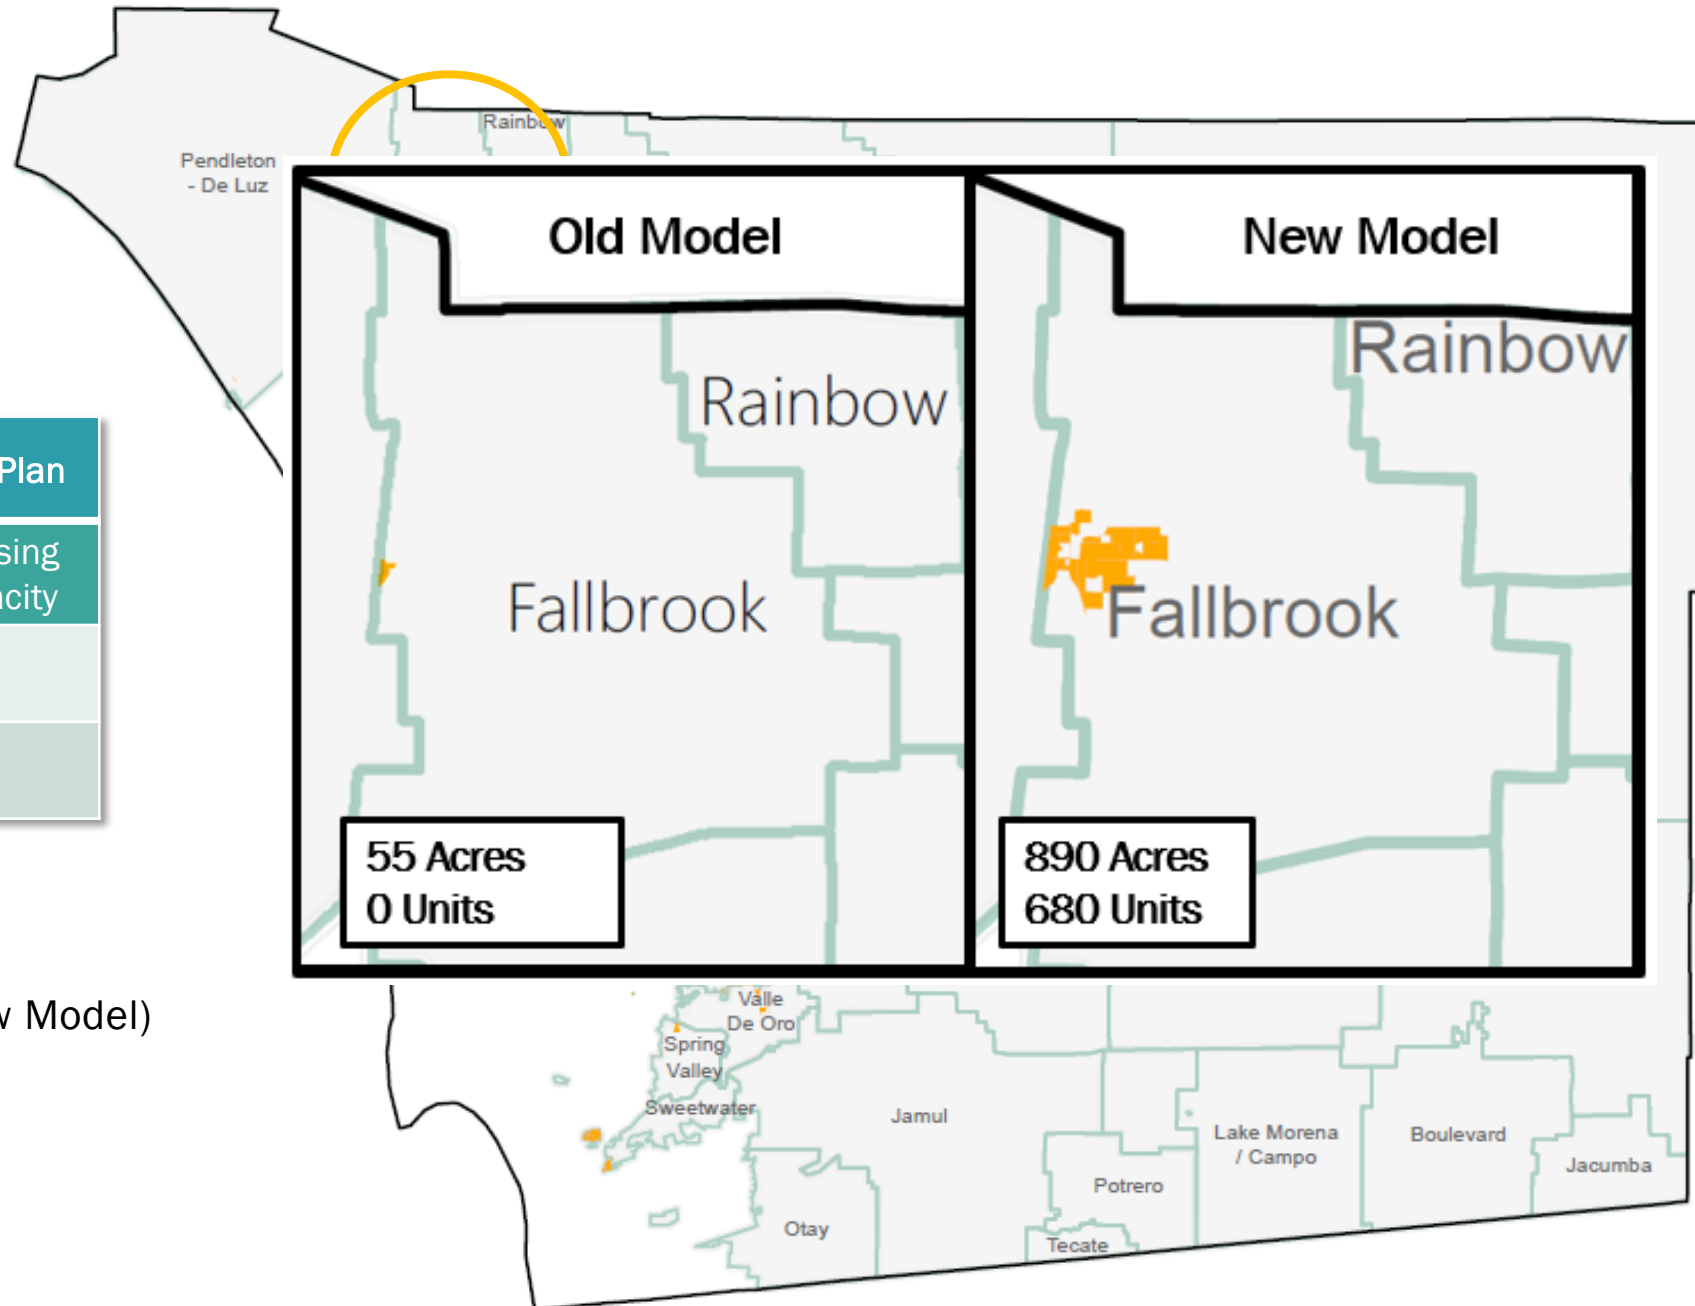 Rainbow
Pendleton
- De Luz
Old Model
New Model
Rainbow
Rainbow
Fallbrook
Fallbrook
55 Acres
0 Units
890 Acres
680 Units
Plan
sing
city
w Model)
Valle
De Oro
Spring
Valley
Sweetwater
Jamul
Lake Morena
/ Campo
Boulevard
Jacumba
Potrero
Otay
Tecate